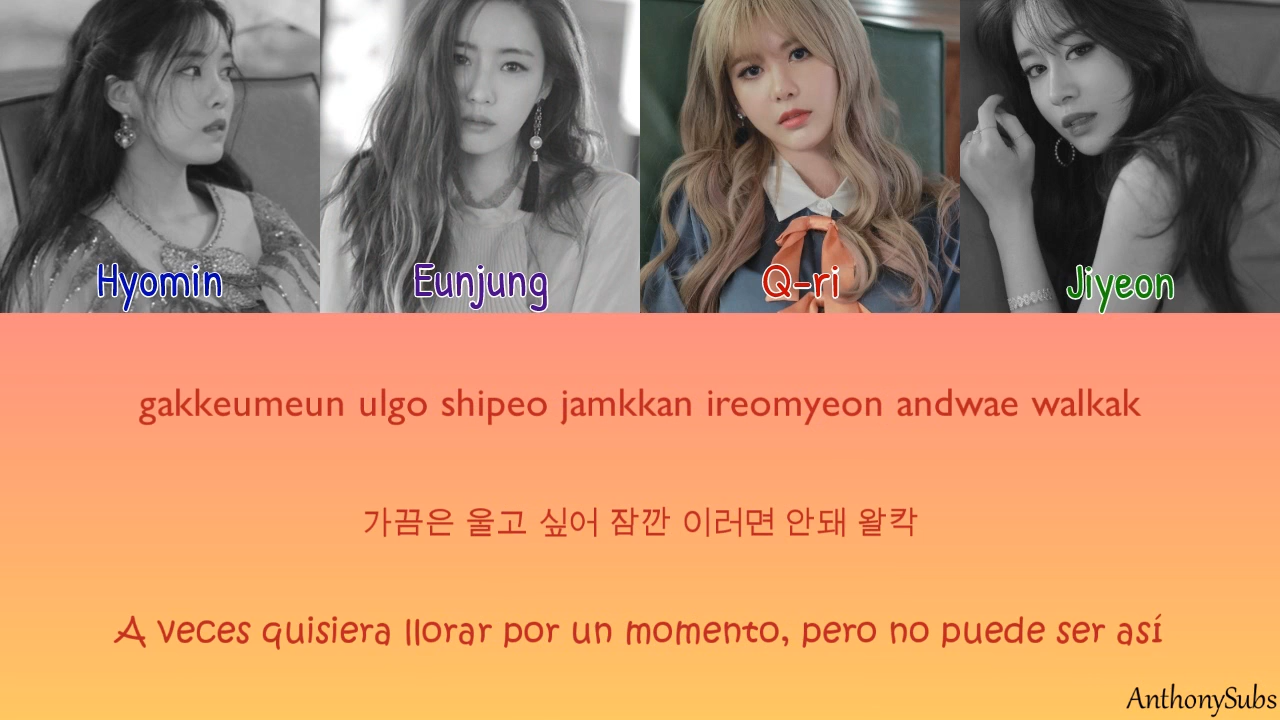 Hyomin
Eunjung
Q-ri
Jiyeon
gakkeumeun ulgo shipeo jamkkan ireomyeon andwae walkak
가끔은 울고 싶어 잠깐 이러면 안돼 왈칵
A veces quisiera llorar por un momento, pero no puede ser así
AnthonySubs